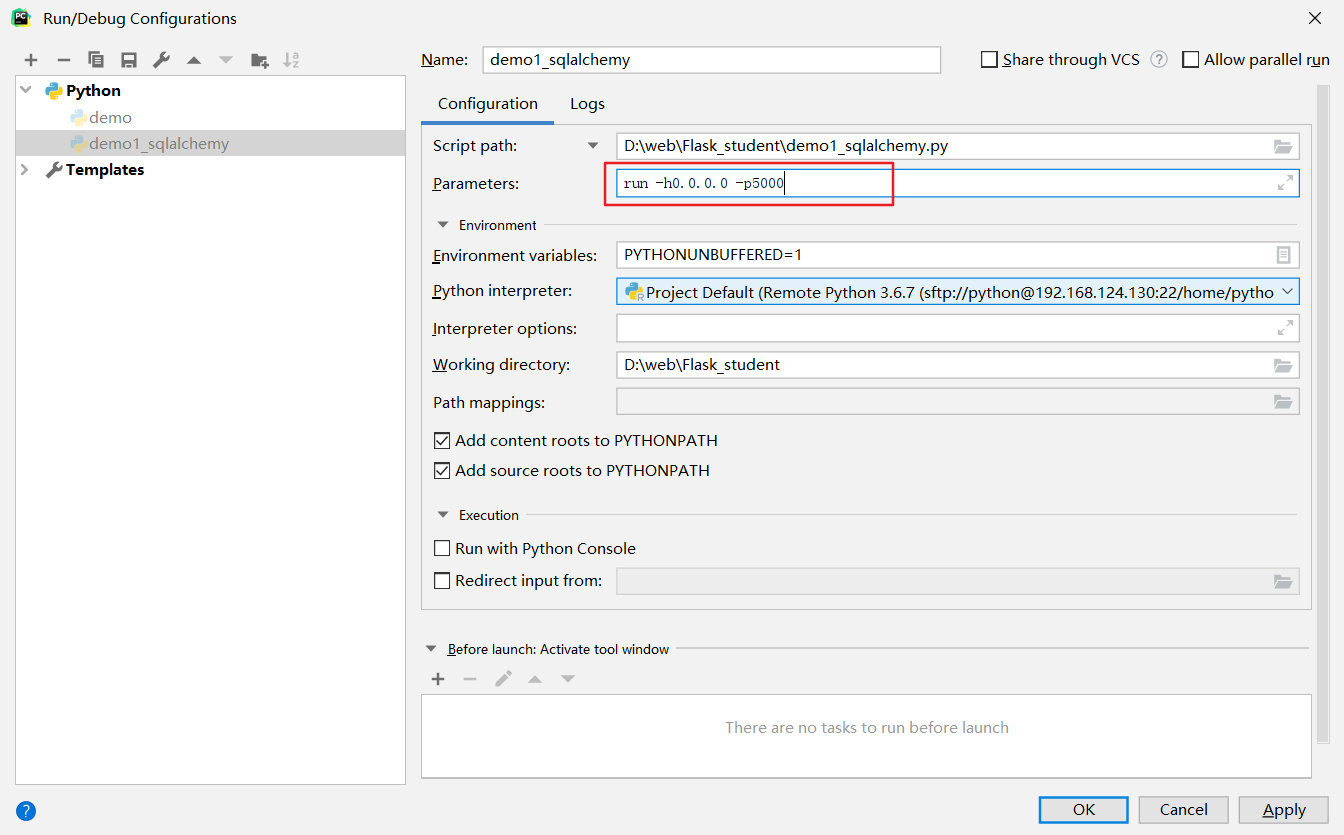 Run/Debug Configurations
Name: demo1_sqlalchemy Share through VCS ? Allow parallel run
Python
demo
demo1_sqlalchemy
Templates
Configuration Logs
Script path: D:\web\Flask_student\demo1_sqlalchemy.py
Parameters: run -h0.0.0.0 -p5000
Environment
Environment variables: PYTHONUNBUFFERED=1
Python interpreter: Project Default (Remote Python 3.6.7 (sftp://python@192.168.124.130:22/home/pytho
Interpreter options:
Working directory: D:\web\Flask_student
Path mappings:
Add content roots to PYTHONPATH
Add source roots to PYTHONPATH
Execution
Run with Python Console
Redirect input from:
Before launch: Activate tool window
There are no tasks to run before launch
? OK Cancel Apply